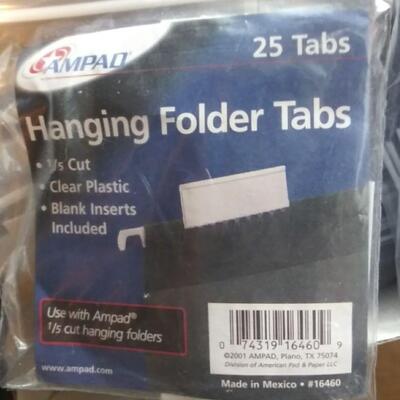 AMPAD®
25 Tabs
Hanging Folder Tabs
• 1/5 Cut
• Clear Plastic
• Blank Inserts
Included
Use with Ampad®
1/5 cut hanging folders
0 74319 16460 9
©2001 AMPAD, Plano, TX 75074
Division of American Pad & Paper LLC
www.ampad.com
Made in Mexico • #16460